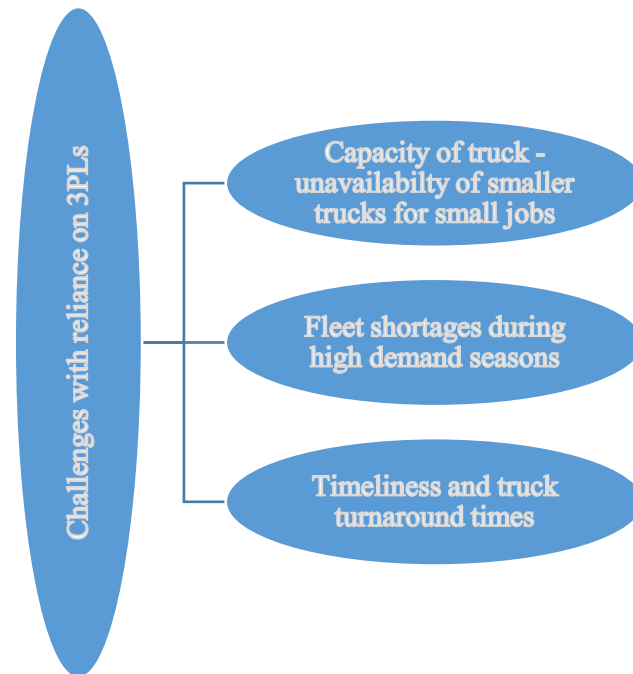 Challenges with reliance on 3PLs
Capacity of truck -
unavailabilty of smaller
trucks for small jobs
Fleet shortages during
high demand seasons
Timeliness and truck
turnaround times